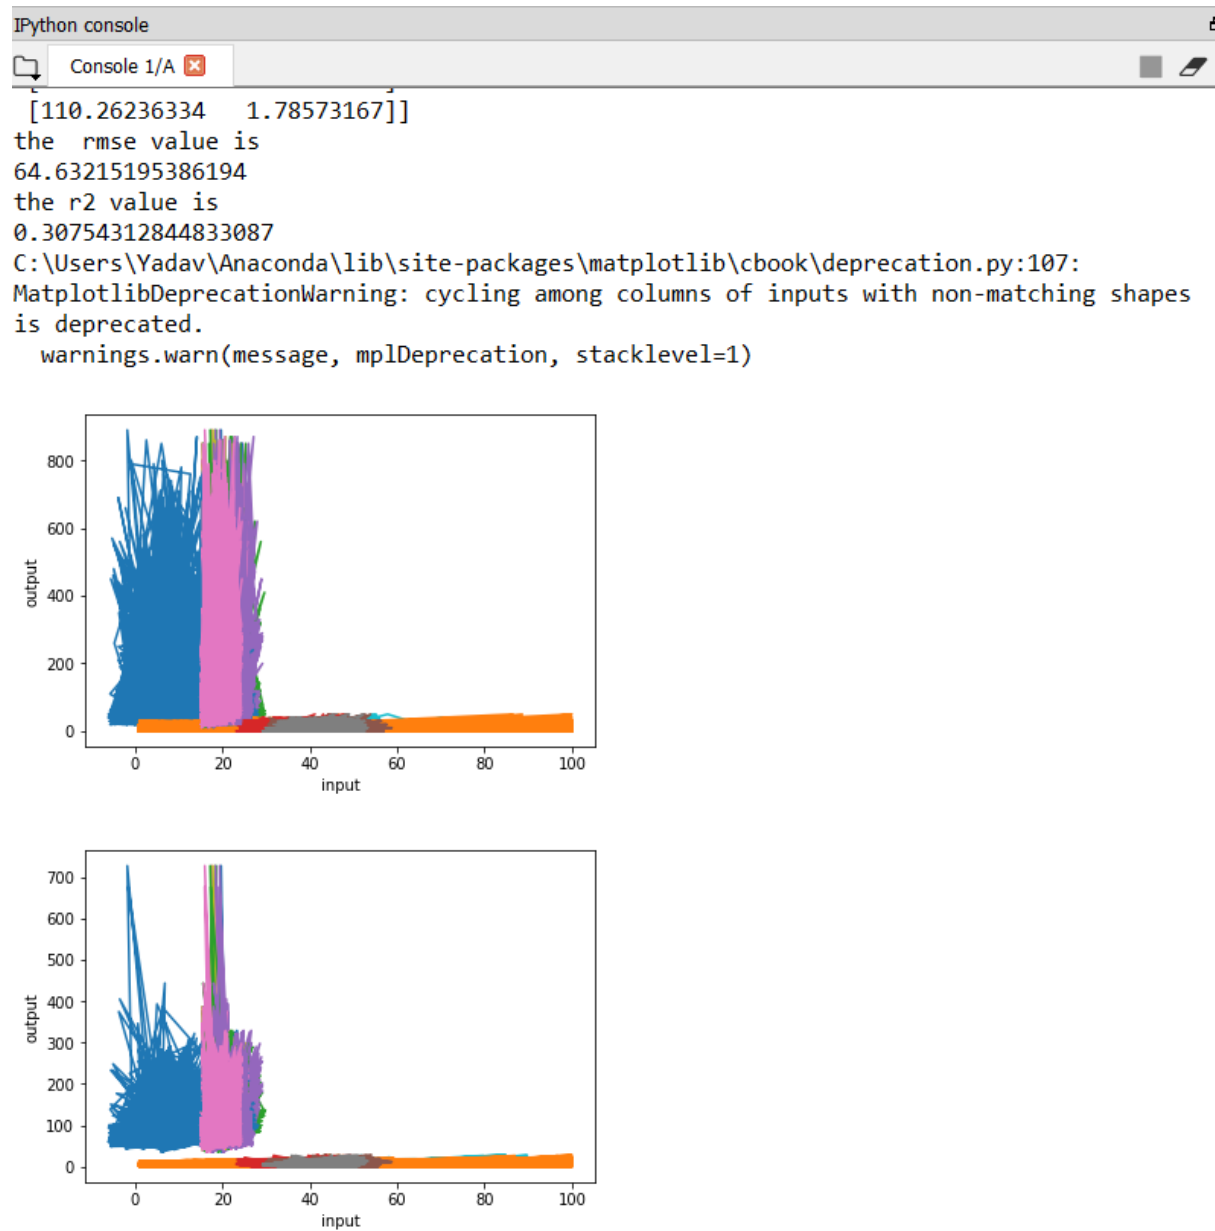 IPython console
Console 1/A
[110.26236334   1.78573167]]
the  rmse value is
64.63215195386194
the r2 value is
0.30754312844833087
C:\Users\Yadav\Anaconda\lib\site-packages\matplotlib\cbook\deprecation.py:107:
MatplotlibDeprecationWarning: cycling among columns of inputs with non-matching shapes
is deprecated.
  warnings.warn(message, mplDeprecation, stacklevel=1)
800
600
400
200
0
output
0 20 40 60 80 100
input
700
600
500
400
300
200
100
0
output
0 20 40 60 80 100
input